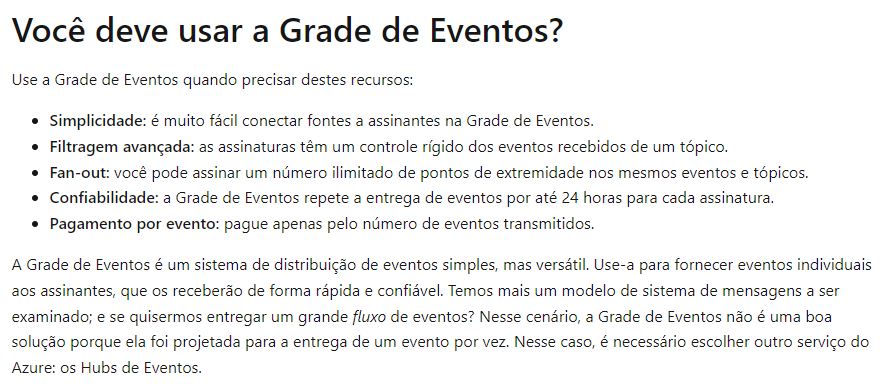 Você deve usar a Grade de Eventos?
Use a Grade de Eventos quando precisar destes recursos:
• Simplicidade: é muito fácil conectar fontes a assinantes na Grade de Eventos.
• Filtragem avançada: as assinaturas têm um controle rígido dos eventos recebidos de um tópico.
• Fan-out: você pode assinar um número ilimitado de pontos de extremidade nos mesmos eventos e tópicos.
• Confiabilidade: a Grade de Eventos repete a entrega de eventos por até 24 horas para cada assinatura.
• Pagamento por evento: pague apenas pelo número de eventos transmitidos.
A Grade de Eventos é um sistema de distribuição de eventos simples, mas versátil. Use-a para fornecer eventos individuais
aos assinantes, que os receberão de forma rápida e confiável. Temos mais um modelo de sistema de mensagens a ser
examinado; e se quisermos entregar um grande fluxo de eventos? Nesse cenário, a Grade de Eventos não é uma boa
solução porque ela foi projetada para a entrega de um evento por vez. Nesse caso, é necessário escolher outro serviço do
Azure: os Hubs de Eventos.